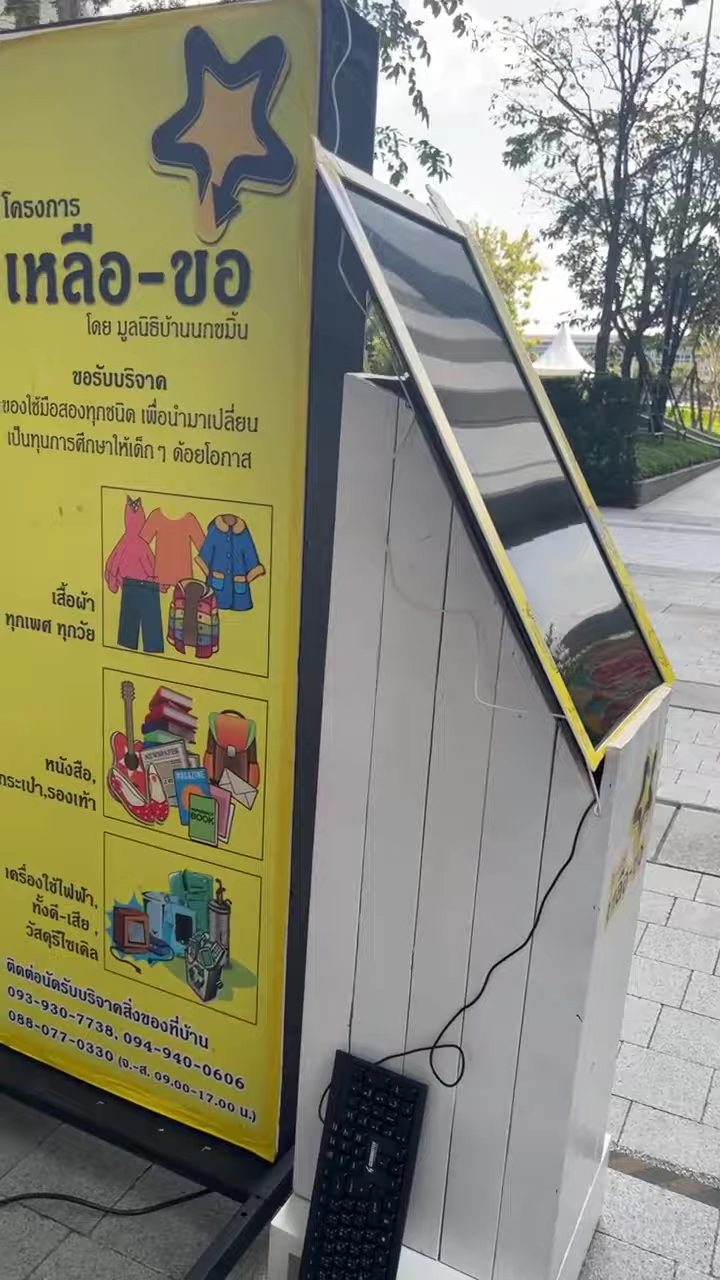 โครงการ
เหลือ-ขอ
โดย มูลนิธิบ้านนกขมิ้น
ขอรับบริจาค
ของใช้มือสองทุกชนิด เพื่อนำมาเปลี่ยน
เป็นทุนการศึกษาให้เด็กๆ ด้อยโอกาส
เสื้อผ้า
ทุกเพศ ทุกวัย
หนังสือ,
กระเป๋า,รองเท้า
NEWSPAPER
MAGAZINE
BOOK
เครื่องใช้ไฟฟ้า,
ทั้งดี-เสีย ,
วัสดุรีไซเคิล
ติดต่อนัดรับบริจาคสิ่งของที่บ้าน
093-930-7738, 094-940-0606
088-077-0330 (จ.-ส. 09.00-17.00 น.)